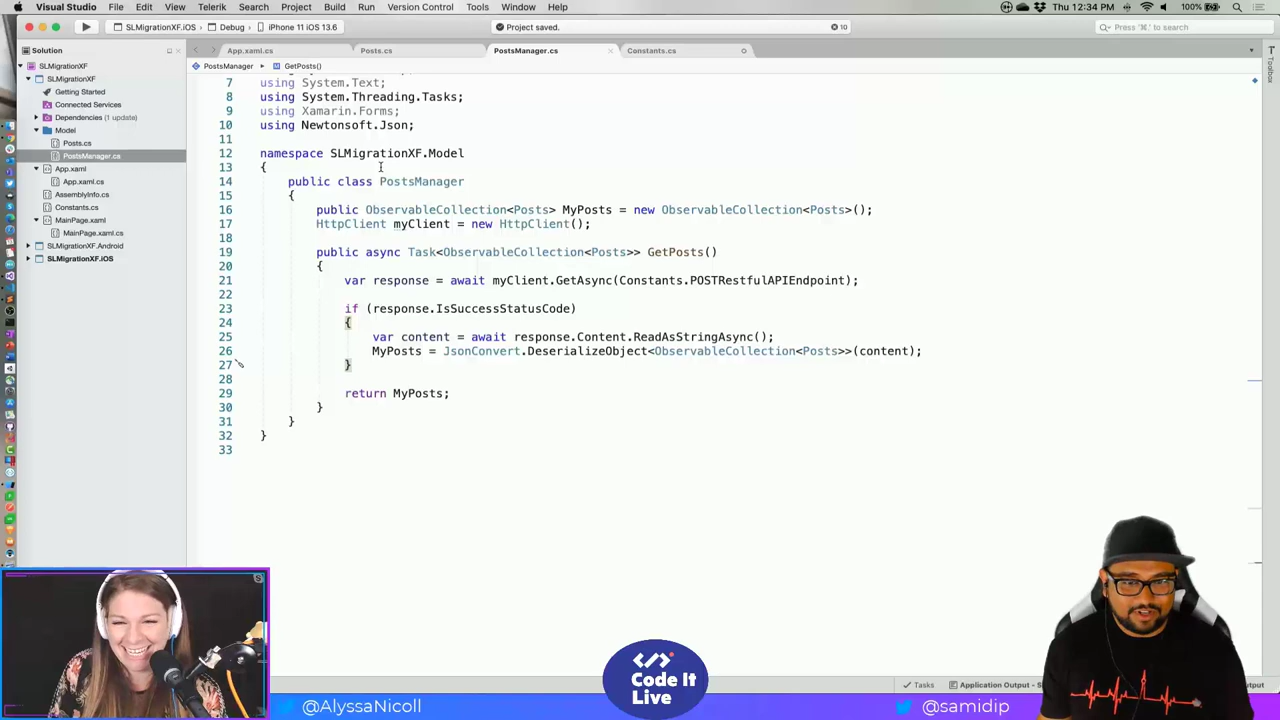 Visual Studio File Edit View Telerik Search Project Build Run Version Control Tools Window Help 100% Thu 12:34 PM
SLMigrationXF.iOS Debug iPhone 11 iOS 13.6 Project saved. 10 Press '⌘.' to search
Solution App.xaml.cs Posts.cs PostsManager.cs Constants.cs
SLMigrationXF PostsManager GetPosts()
SLMigrationXF
Getting Started
Connected Services
Dependencies (1 update)
Model
Posts.cs
PostsManager.cs
App.xaml
App.xaml.cs
AssemblyInfo.cs
Constants.cs
MainPage.xaml
MainPage.xaml.cs
SLMigrationXF.Android
SLMigrationXF.iOS
Toolbox
7 using System.Text;
8 using System.Threading.Tasks;
9 using Xamarin.Forms;
10 using Newtonsoft.Json;
11
12 namespace SLMigrationXF.Model
13 {
14 public class PostsManager
15 {
16 public ObservableCollection<Posts> MyPosts = new ObservableCollection<Posts>();
17 HttpClient myClient = new HttpClient();
18
19 public async Task<ObservableCollection<Posts>> GetPosts()
20 {
21 var response = await myClient.GetAsync(Constants.POSTRestfulAPIEndpoint);
22
23 if (response.IsSuccessStatusCode)
24 {
25 var content = await response.Content.ReadAsStringAsync();
26 MyPosts = JsonConvert.DeserializeObject<ObservableCollection<Posts>>(content);
27 }
28
29 return MyPosts;
30 }
31 }
32 }
33
Tasks Application Output - S
Code It
Live
@AlyssaNicoll
@samidip